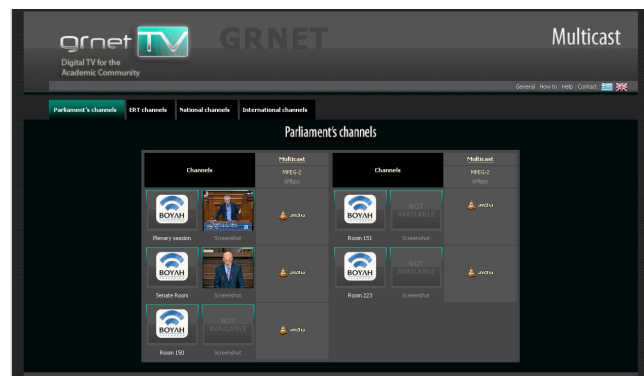 grnet TV
GRNET
Multicast
Digital TV for the
Academic Community
General How to Help Contact
Parliament's channels ERT channels National channels International channels
Parliament's channels
Channels Multicast Channels Multicast
MPEG-2 MPEG-2
6Mbps 6Mbps
ΒΟΥΛΗ m3u ΒΟΥΛΗ NOT AVAILABLE m3u
Plenary session Screenshot Room 151 Screenshot
ΒΟΥΛΗ m3u ΒΟΥΛΗ NOT AVAILABLE m3u
Senate Room Screenshot Room 223 Screenshot
ΒΟΥΛΗ NOT AVAILABLE m3u
Room 150 Screenshot